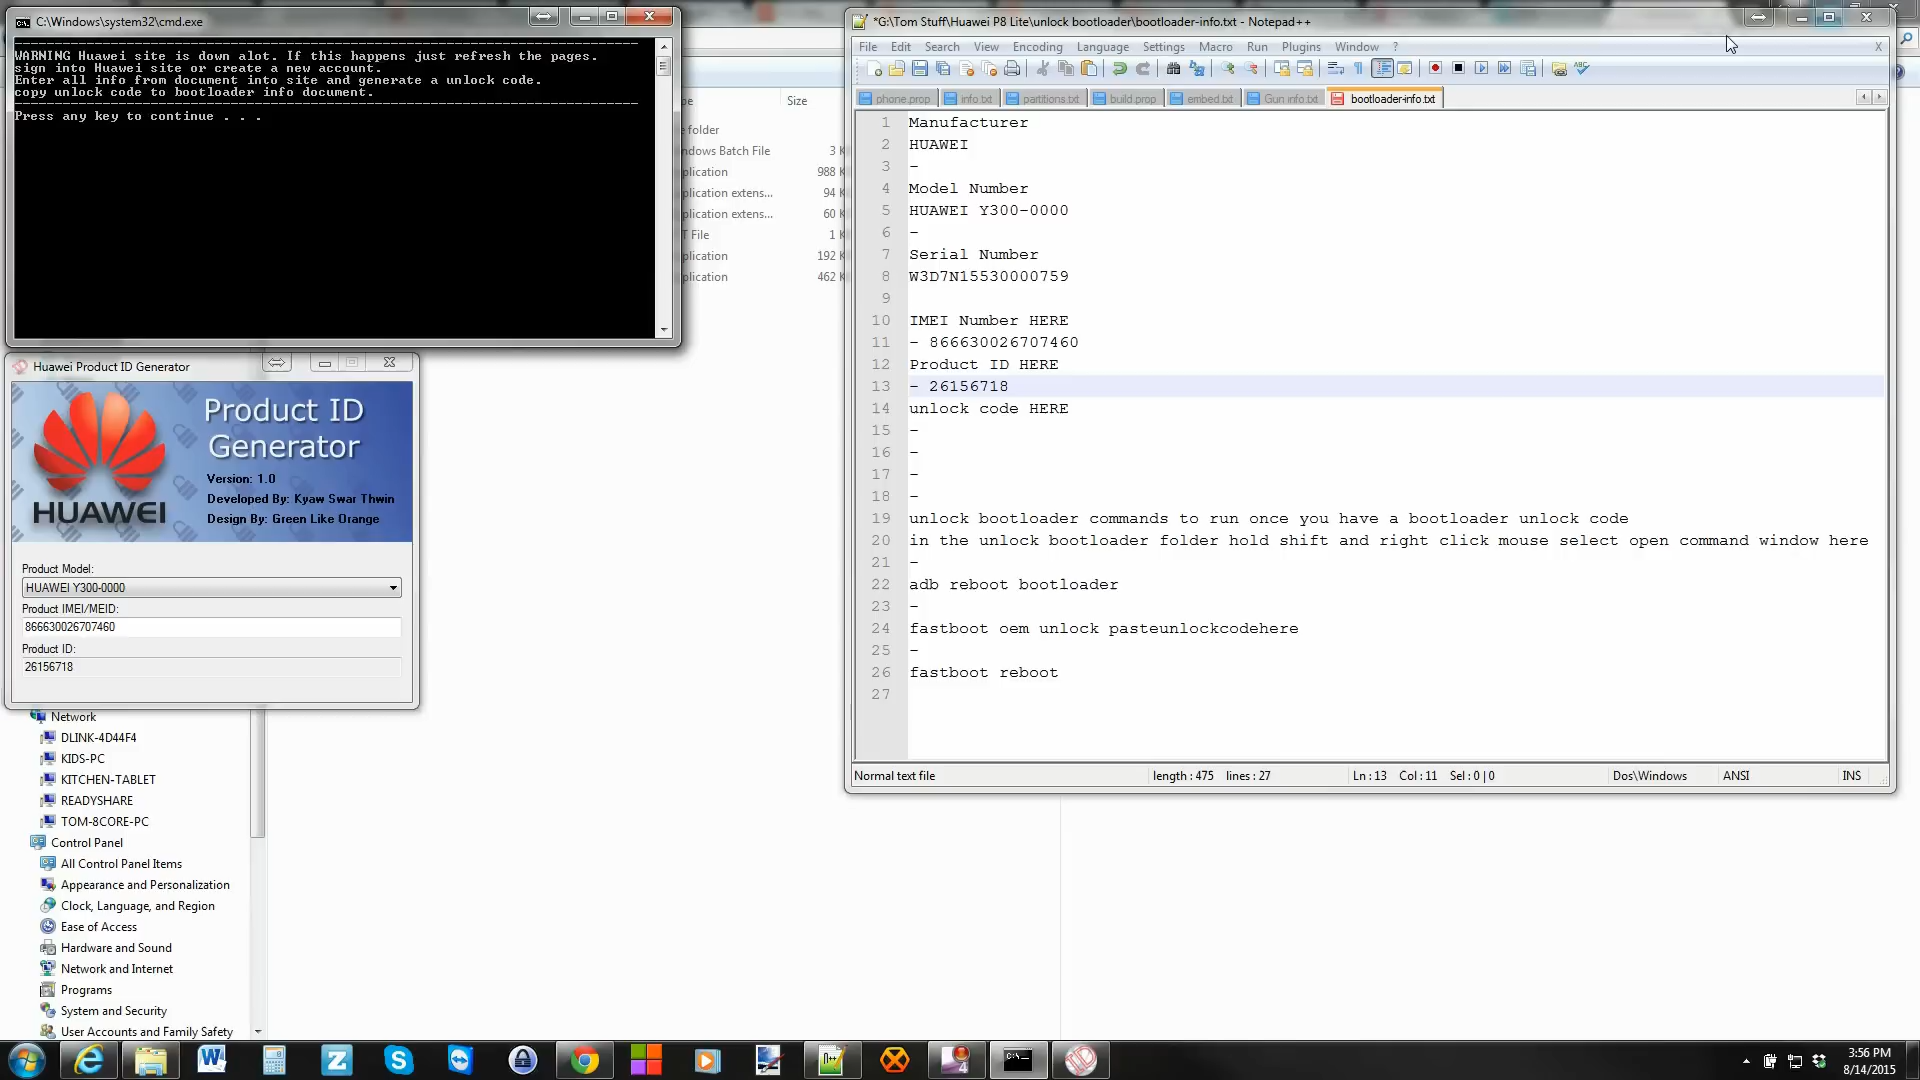 C:\Windows\system32\cmd.exe
WARNING Huawei site is down alot. If this happens just refresh the pages.
sign into Huawei site or create a new account.
Enter all info from document into site and generate a unlock code.
copy unlock code to bootloader info document.
Press any key to continue . . .
Size
folder
Batch File
3
988
94
60
File
1
192
462
Huawei Product ID Generator
Product ID
Generator
Version: 1.0
Developed By: Kyaw Swar Thwin
Design By: Green Like Orange
HUAWEI
Product Model:
HUAWEI Y300-0000
Product IMEI/MEID:
866630026707460
Product ID:
26156718
Network
DLINK-4D44F4
KIDS-PC
KITCHEN-TABLET
READYSHARE
TOM-8CORE-PC
Control Panel
All Control Panel Items
Appearance and Personalization
Clock, Language, and Region
Ease of Access
Hardware and Sound
Network and Internet
Programs
System and Security
User Accounts and Family Safety
*G:\Tom Stuff\Huawei P8 Lite\unlock bootloader\bootloader-info.txt - Notepad++
File Edit Search View Encoding Language Settings Macro Run Plugins Window ? X
phone.prop info.txt partitions.txt build.prop embed.txt Gun info.txt bootloader-info.txt
1 Manufacturer
2 HUAWEI
3 -
4 Model Number
5 HUAWEI Y300-0000
6 -
7 Serial Number
8 W3D7N15530000759
9
10 IMEI Number HERE
11 - 866630026707460
12 Product ID HERE
13 - 26156718
14 unlock code HERE
15 -
16 -
17 -
18 -
19 unlock bootloader commands to run once you have a bootloader unlock code
20 in the unlock bootloader folder hold shift and right click mouse select open command window here
21 -
22 adb reboot bootloader
23 -
24 fastboot oem unlock pasteunlockcodehere
25 -
26 fastboot reboot
27
Normal text file length : 475 lines : 27 Ln : 13 Col : 11 Sel : 0 | 0 Dos\Windows ANSI INS
3:56 PM
8/14/2015